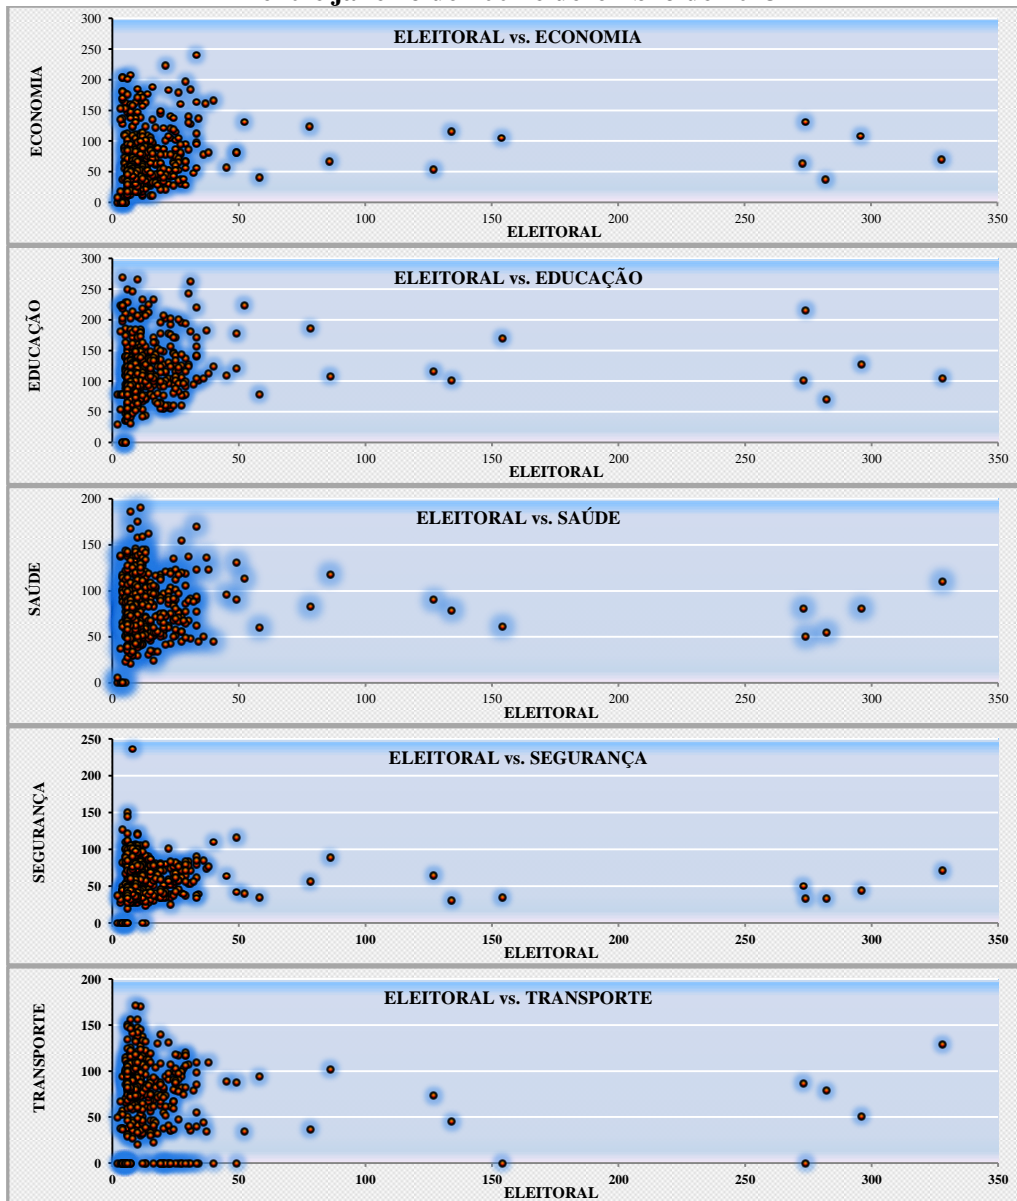 ELEITORAL vs. ECONOMIA
ECONOMIA
300
250
200
150
100
50
0
0 50 100 150 200 250 300 350
ELEITORAL
ELEITORAL vs. EDUCAÇÃO
EDUCAÇÃO
300
250
200
150
100
50
0
0 50 100 150 200 250 300 350
ELEITORAL
ELEITORAL vs. SAÚDE
SAÚDE
200
150
100
50
0
0 50 100 150 200 250 300 350
ELEITORAL
ELEITORAL vs. SEGURANÇA
SEGURANÇA
250
200
150
100
50
0
0 50 100 150 200 250 300 350
ELEITORAL
ELEITORAL vs. TRANSPORTE
TRANSPORTE
200
150
100
50
0
0 50 100 150 200 250 300 350
ELEITORAL